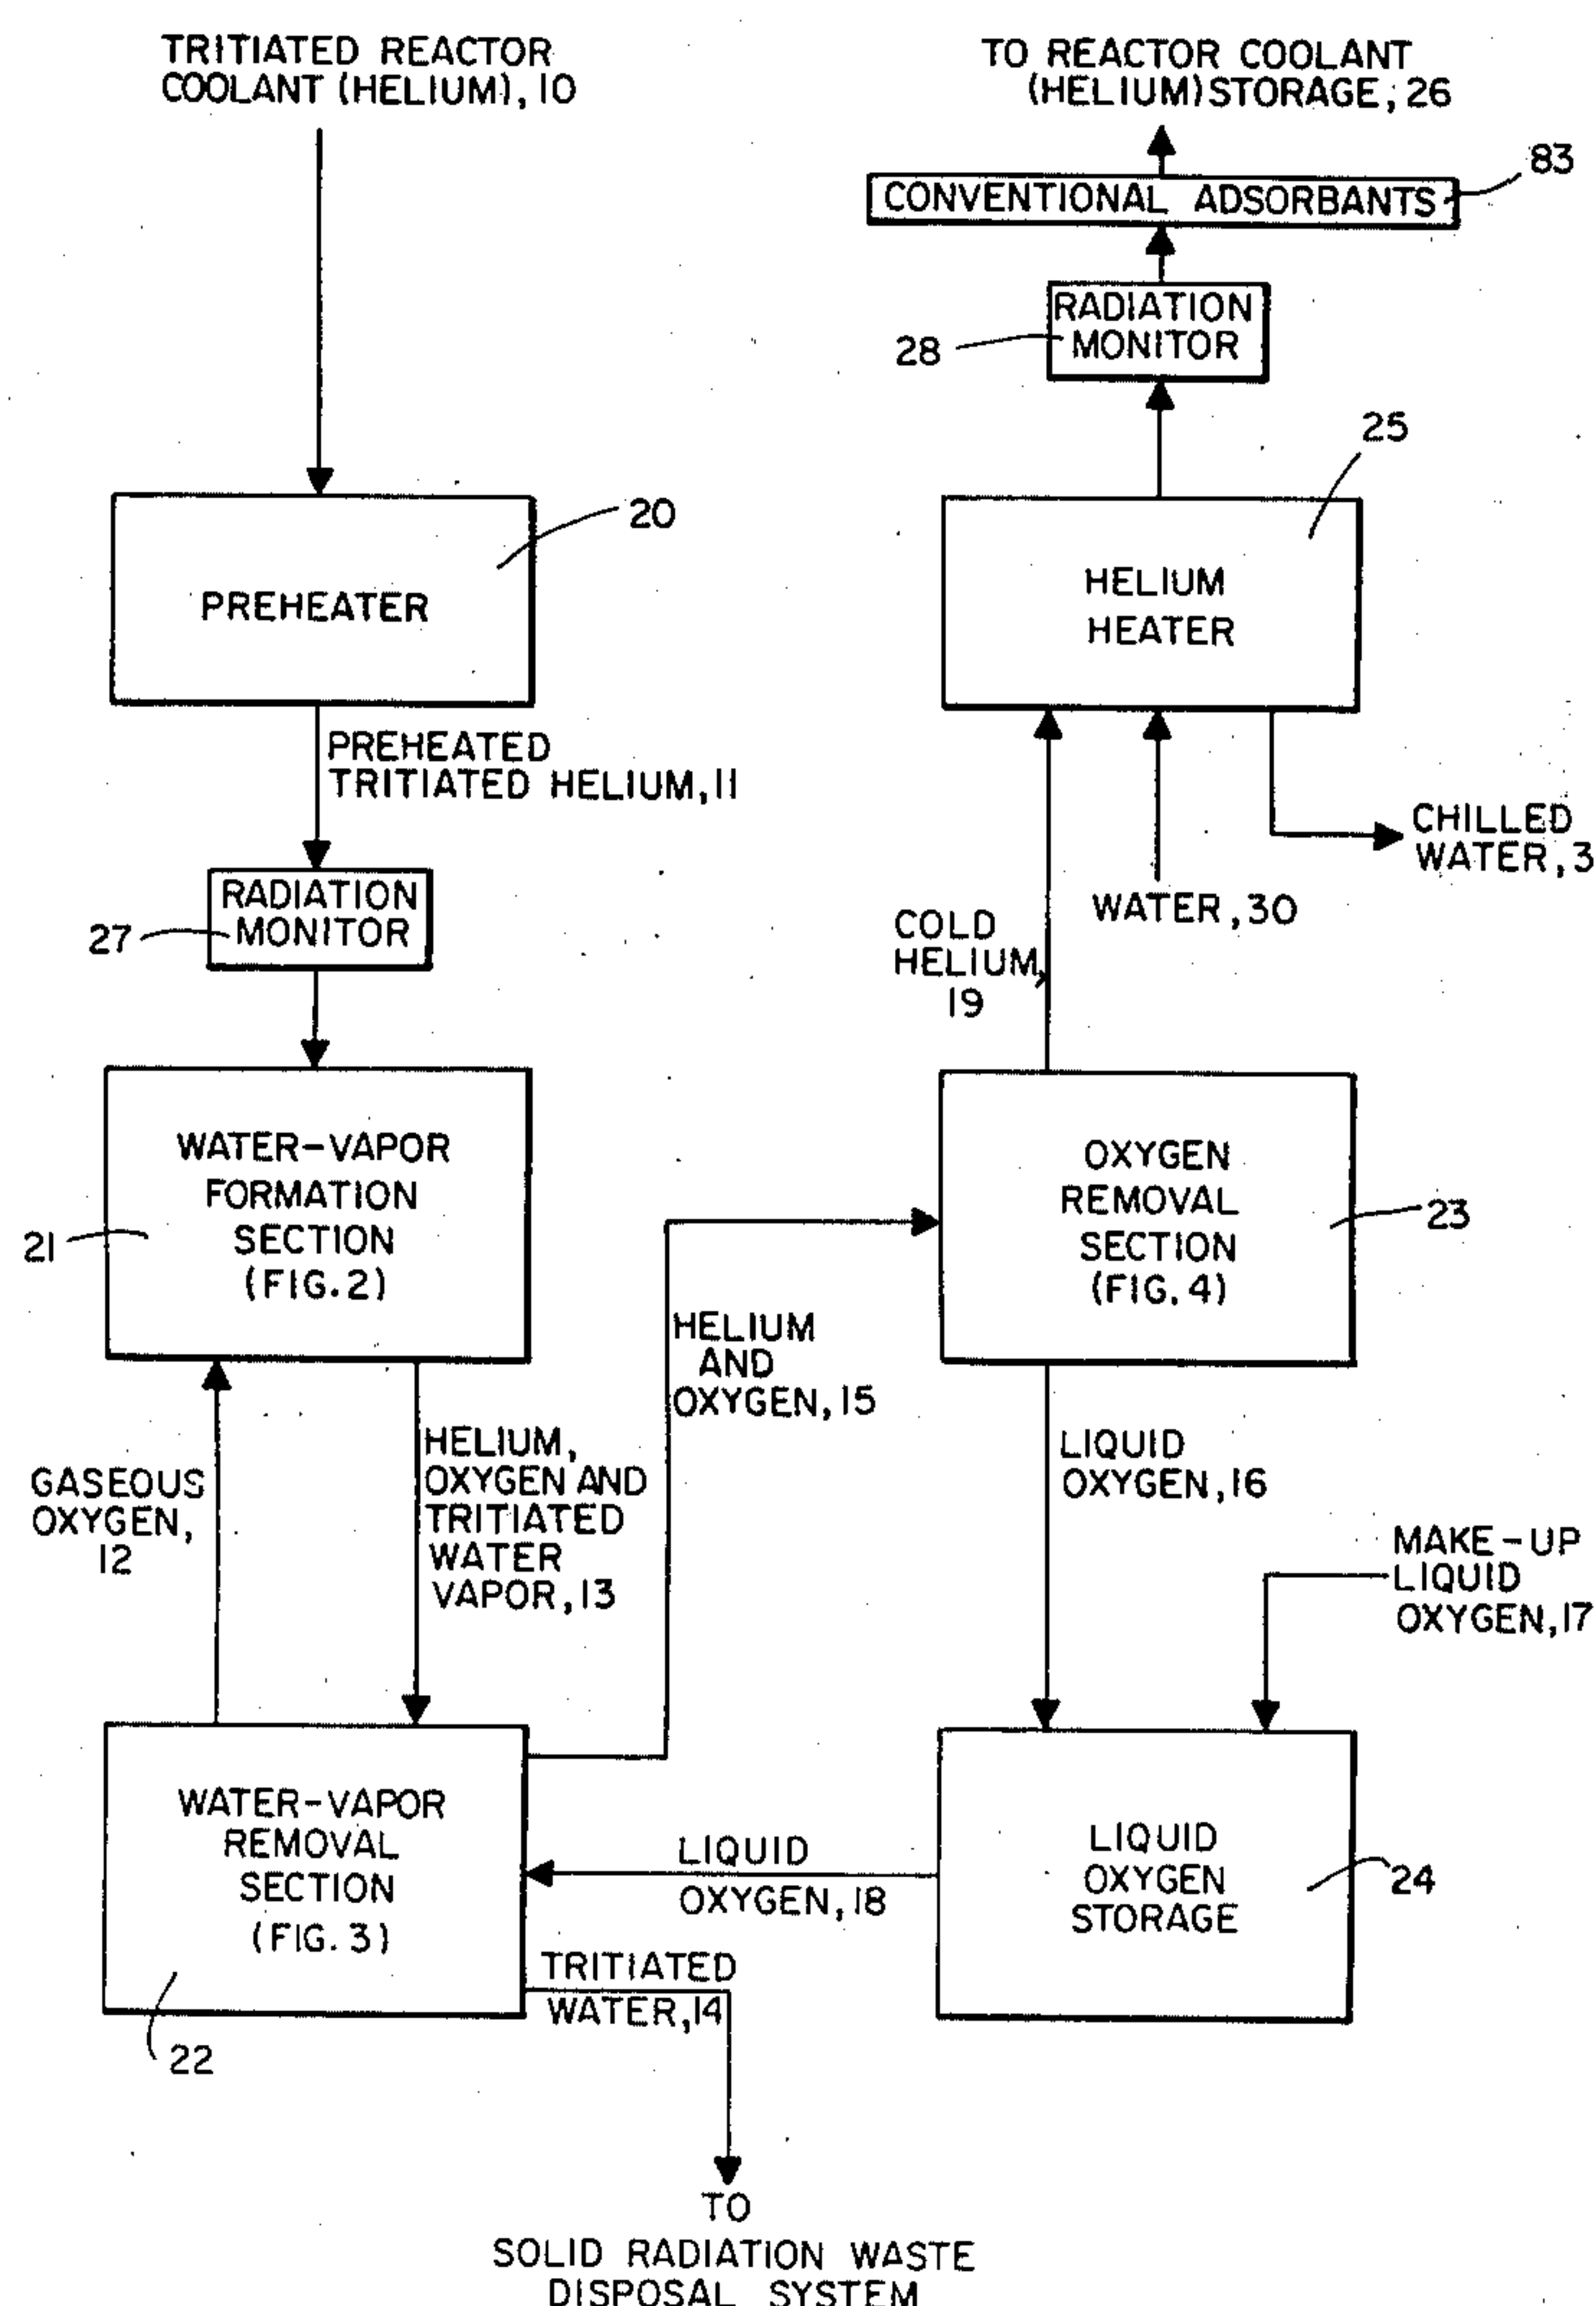 TRITIATED REACTOR
COOLANT (HELIUM), 10
TO REACTOR COOLANT
(HELIUM) STORAGE, 26
83
CONVENTIONAL ADSORBANTS
RADIATION
MONITOR
28
25
20
PREHEATER
HELIUM
HEATER
PREHEATED
TRITIATED HELIUM, 11
CHILLED
WATER, 3
RADIATION
MONITOR
27
WATER, 30
COLD
HELIUM,
19
WATER-VAPOR
FORMATION
SECTION
(FIG. 2)
21
OXYGEN
REMOVAL
SECTION
(FIG. 4)
23
HELIUM
AND
OXYGEN, 15
GASEOUS
OXYGEN,
12
HELIUM,
OXYGEN AND
TRITIATED
WATER
VAPOR, 13
LIQUID
OXYGEN, 16
MAKE-UP
LIQUID
OXYGEN, 17
WATER-VAPOR
REMOVAL
SECTION
(FIG. 3)
22
LIQUID
OXYGEN, 18
LIQUID
OXYGEN
STORAGE
24
TRITIATED
WATER, 14
TO
SOLID RADIATION WASTE
DISPOSAL SYSTEM